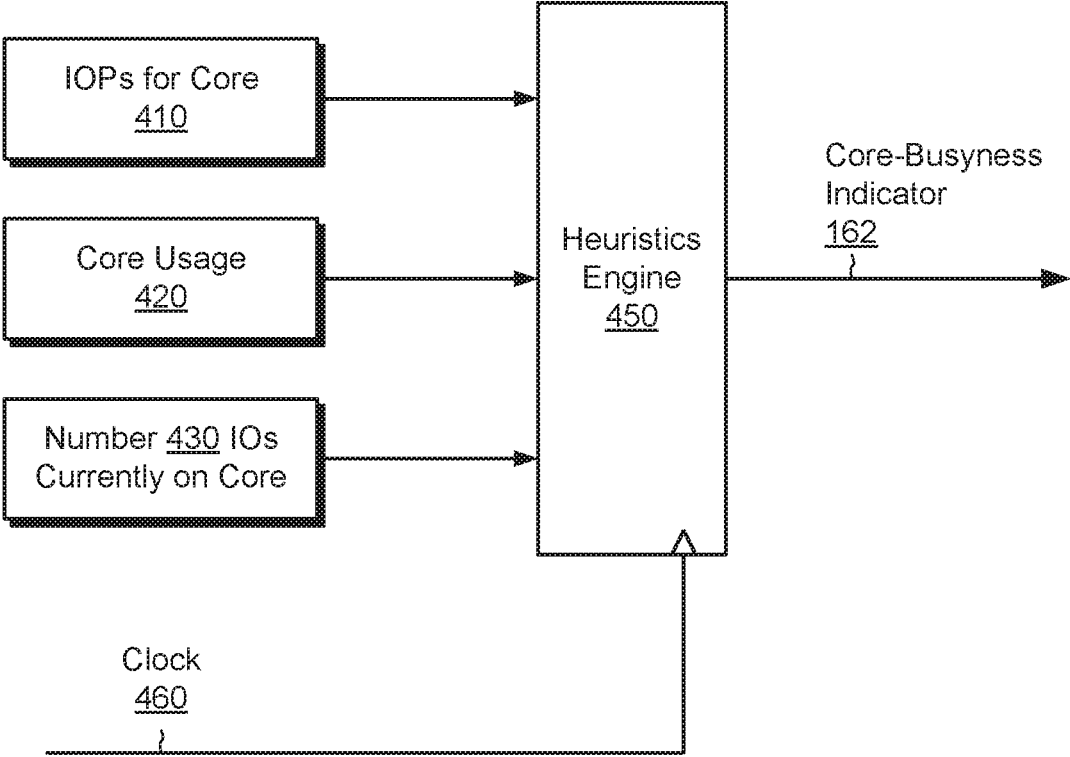 IOPs for Core
410
Core Usage
420
Number 430 IOs
Currently on Core
Heuristics
Engine
450
Core-Busyness
Indicator
162
Clock
460